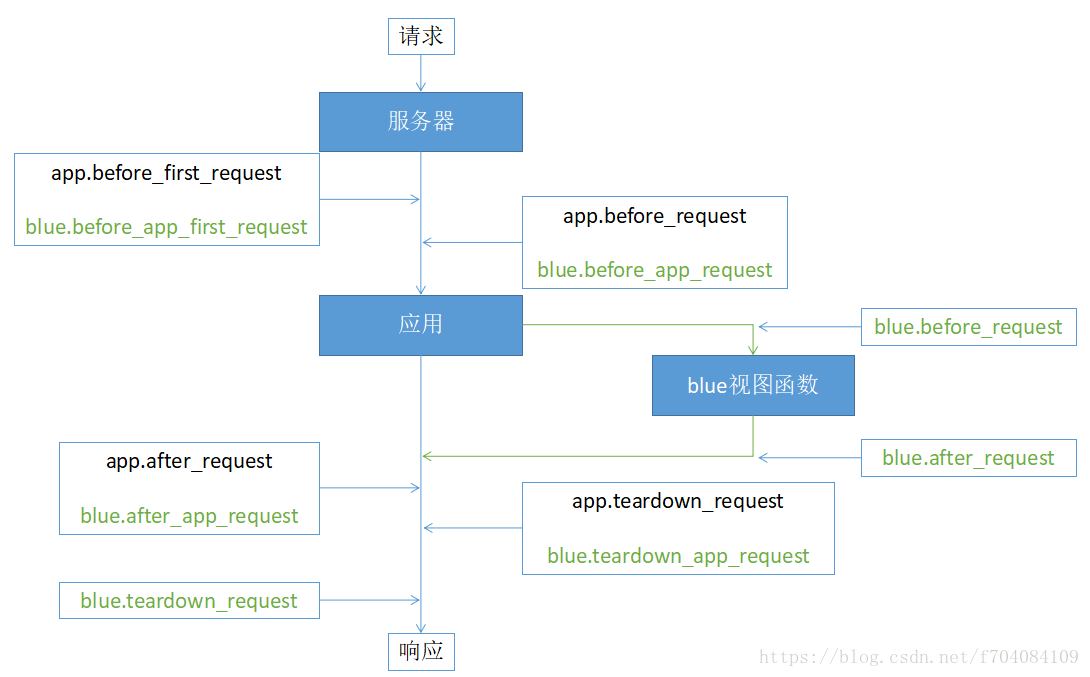 请求
服务器
app.before_first_request
blue.before_app_first_request
app.before_request
blue.before_app_request
应用
blue.before_request
blue视图函数
app.after_request
blue.after_app_request
blue.after_request
app.teardown_request
blue.teardown_app_request
blue.teardown_request
响应
https://blog.csdn.net/f704084109